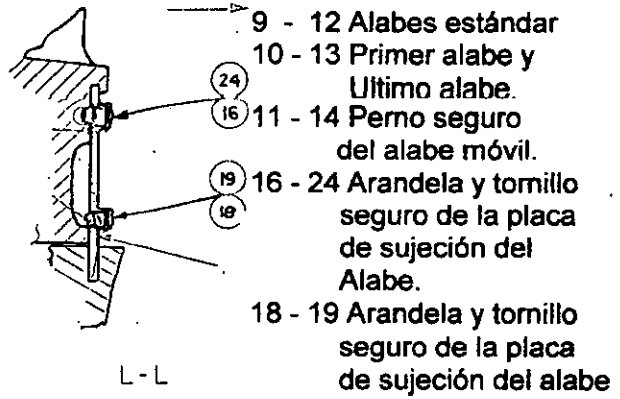 9 - 12 Alabes estándar
10 - 13 Primer alabe y
Ultimo alabe.
11 - 14 Perno seguro
del alabe móvil.
16 - 24 Arandela y tornillo
seguro de la placa
de sujeción del
Alabe.
18 - 19 Arandela y tornillo
seguro de la placa
de sujeción del alabe
24
16
19
18
L - L